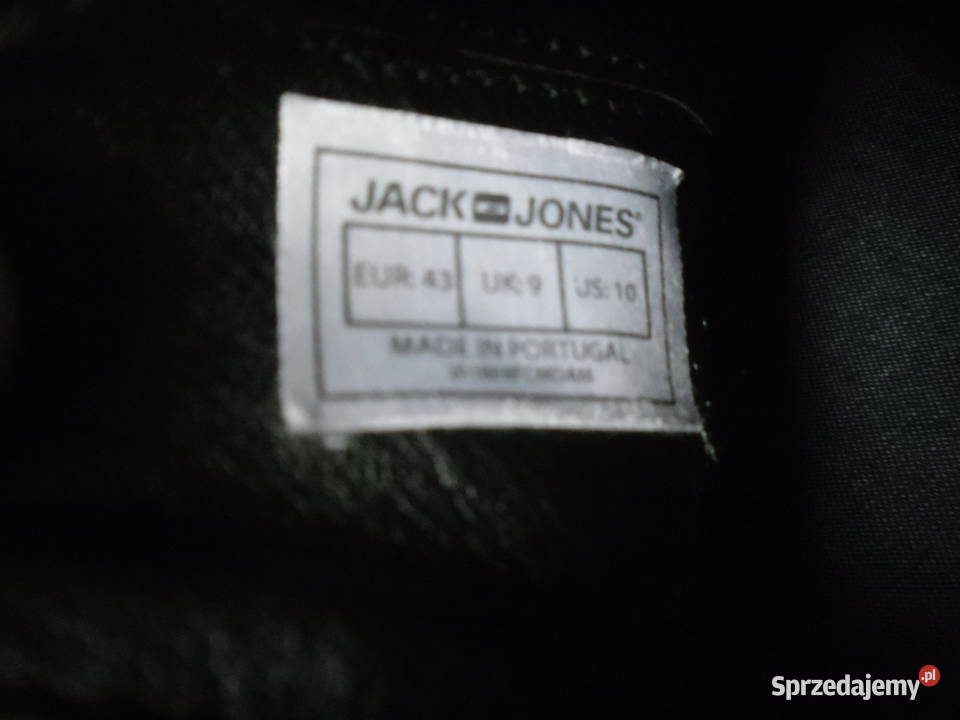 JACK JONES®
EUR: 43 UK: 9 US: 10
MADE IN PORTUGAL
Sprzedajemy.pl